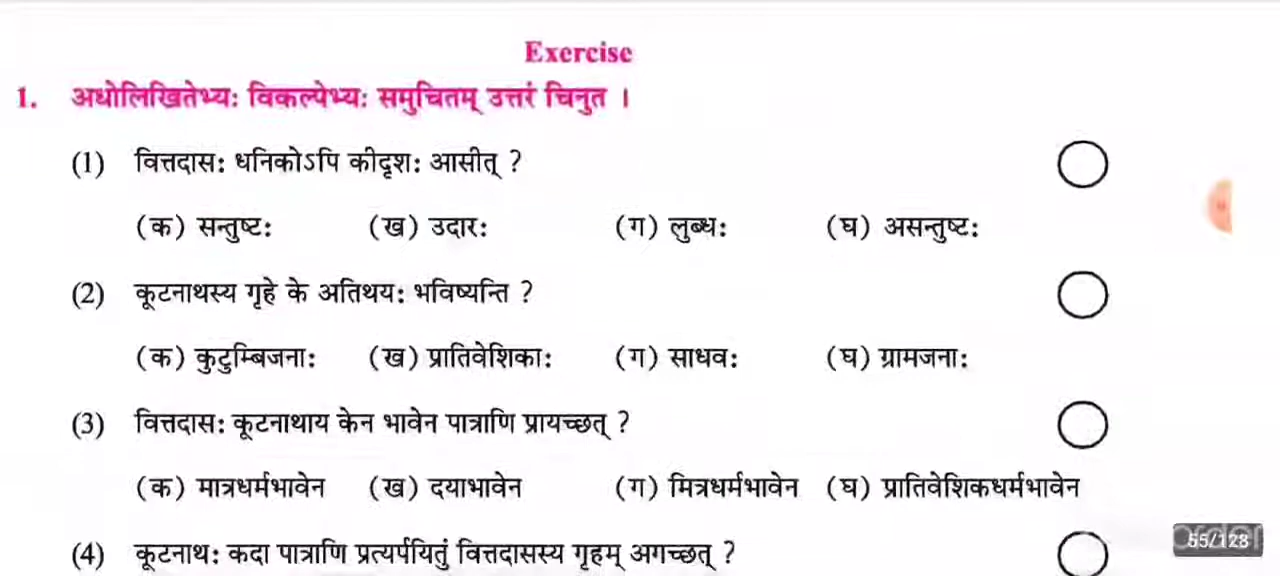 Exercise
1. अधोलिखितेभ्यः विकल्पेभ्यः समुचितम् उत्तरं चिनुत ।
(1) वित्तदासः धनिकोऽपि कीदृशः आसीत् ?
(क) सन्तुष्टः (ख) उदारः (ग) लुब्धः (घ) असन्तुष्टः
(2) कूटनाथस्य गृहे के अतिथयः भविष्यन्ति ?
(क) कुटुम्बिजनाः (ख) प्रातिवेशिकाः (ग) साधवः (घ) ग्रामजनाः
(3) वित्तदासः कूटनाथाय केन भावेन पात्राणि प्रायच्छत् ?
(क) मात्रधर्मभावेन (ख) दयाभावेन (ग) मित्रधर्मभावेन (घ) प्रातिवेशिकधर्मभावेन
(4) कूटनाथः कदा पात्राणि प्रत्यर्पयितुं वित्तदासस्य गृहम् अगच्छत् ?
55/128